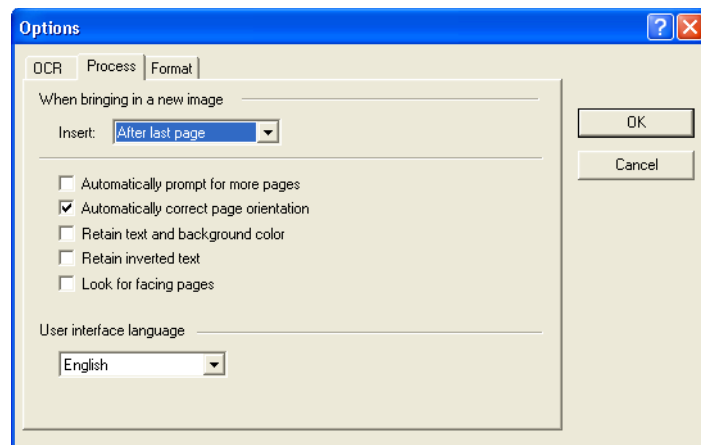 Options
OCR Process Format
When bringing in a new image
Insert: After last page
OK
Cancel
Automatically prompt for more pages
Automatically correct page orientation
Retain text and background color
Retain inverted text
Look for facing pages
User interface language
English